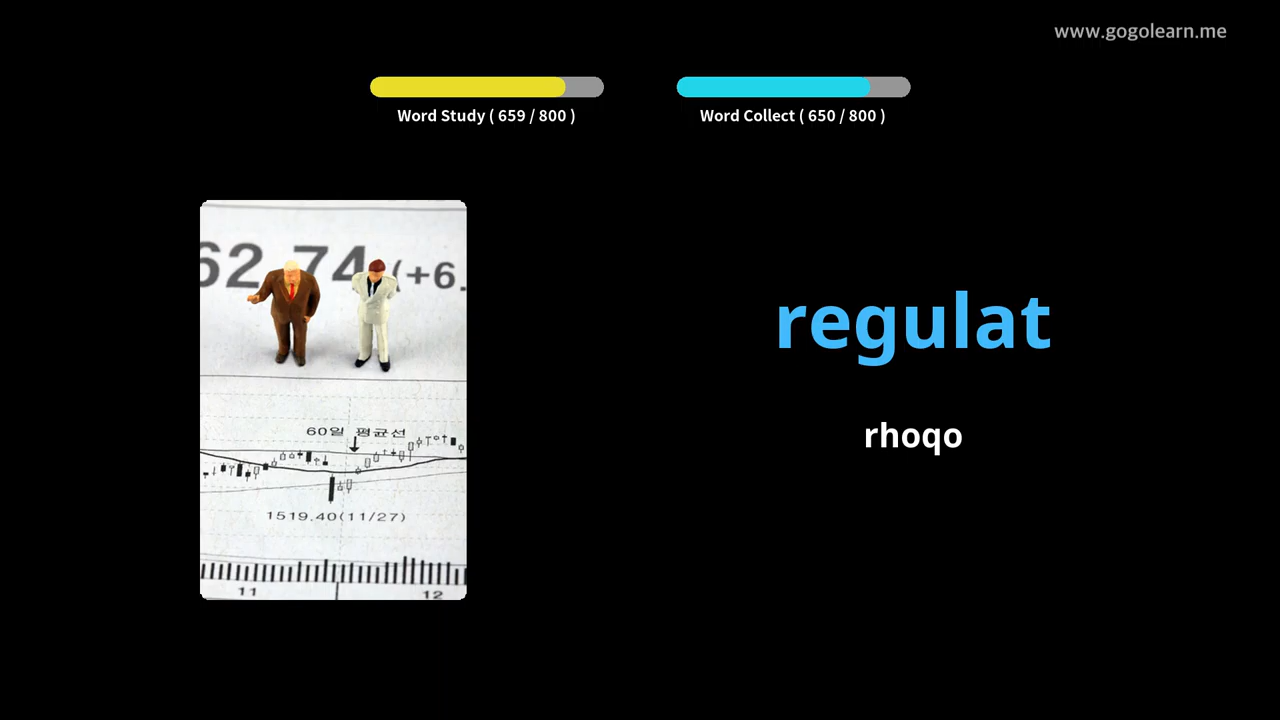 www.gogolearn.me
Word Study ( 659 / 800 )
Word Collect ( 650 / 800 )
62.74(+6.
60일 평균선
1519.40(11/27)
11
12
regulat
rhoqo